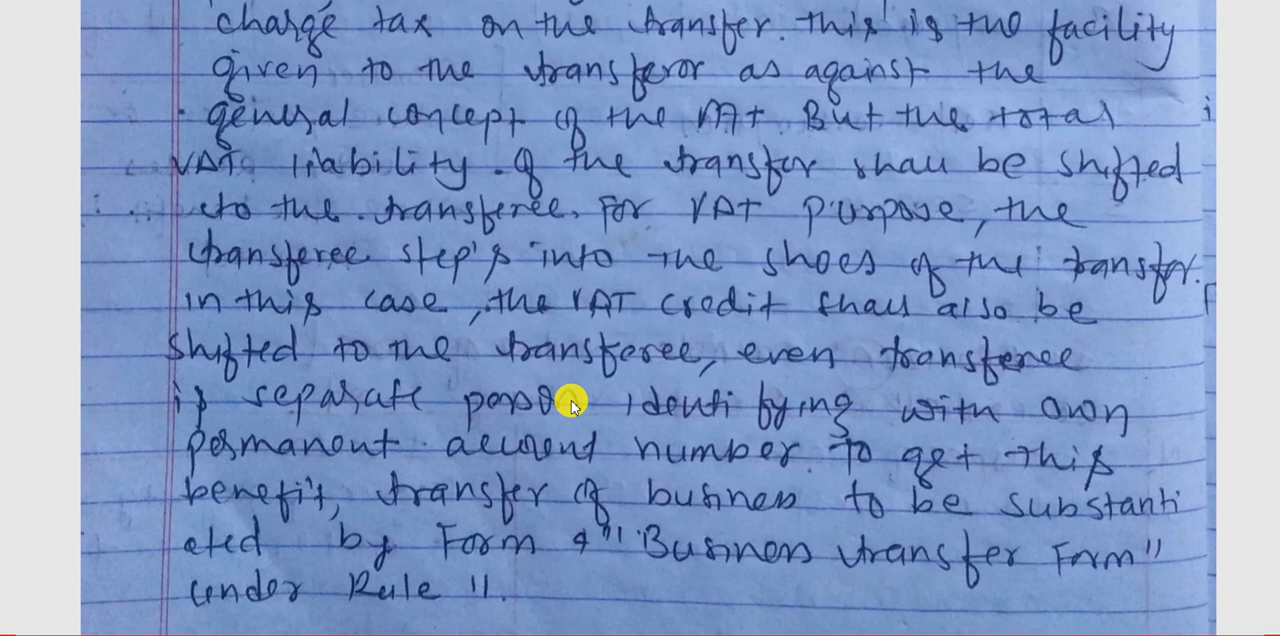 charge tax on the transfer. this is the facility
given to the transferor as against the
general concept of the VAT. But the total
VAT liability of the transfer shall be shifted
to the transferee. For VAT purpose, the
transferee step's into the shoes of the transfer.
in this case, the VAT credit shall also be
shifted to the transferee, even transferee
is separate identifying with own
permanent account number. To get this
benefit, transfer of business to be substanti
ated by Form 4 "Business transfer Form"
under Rule 11.